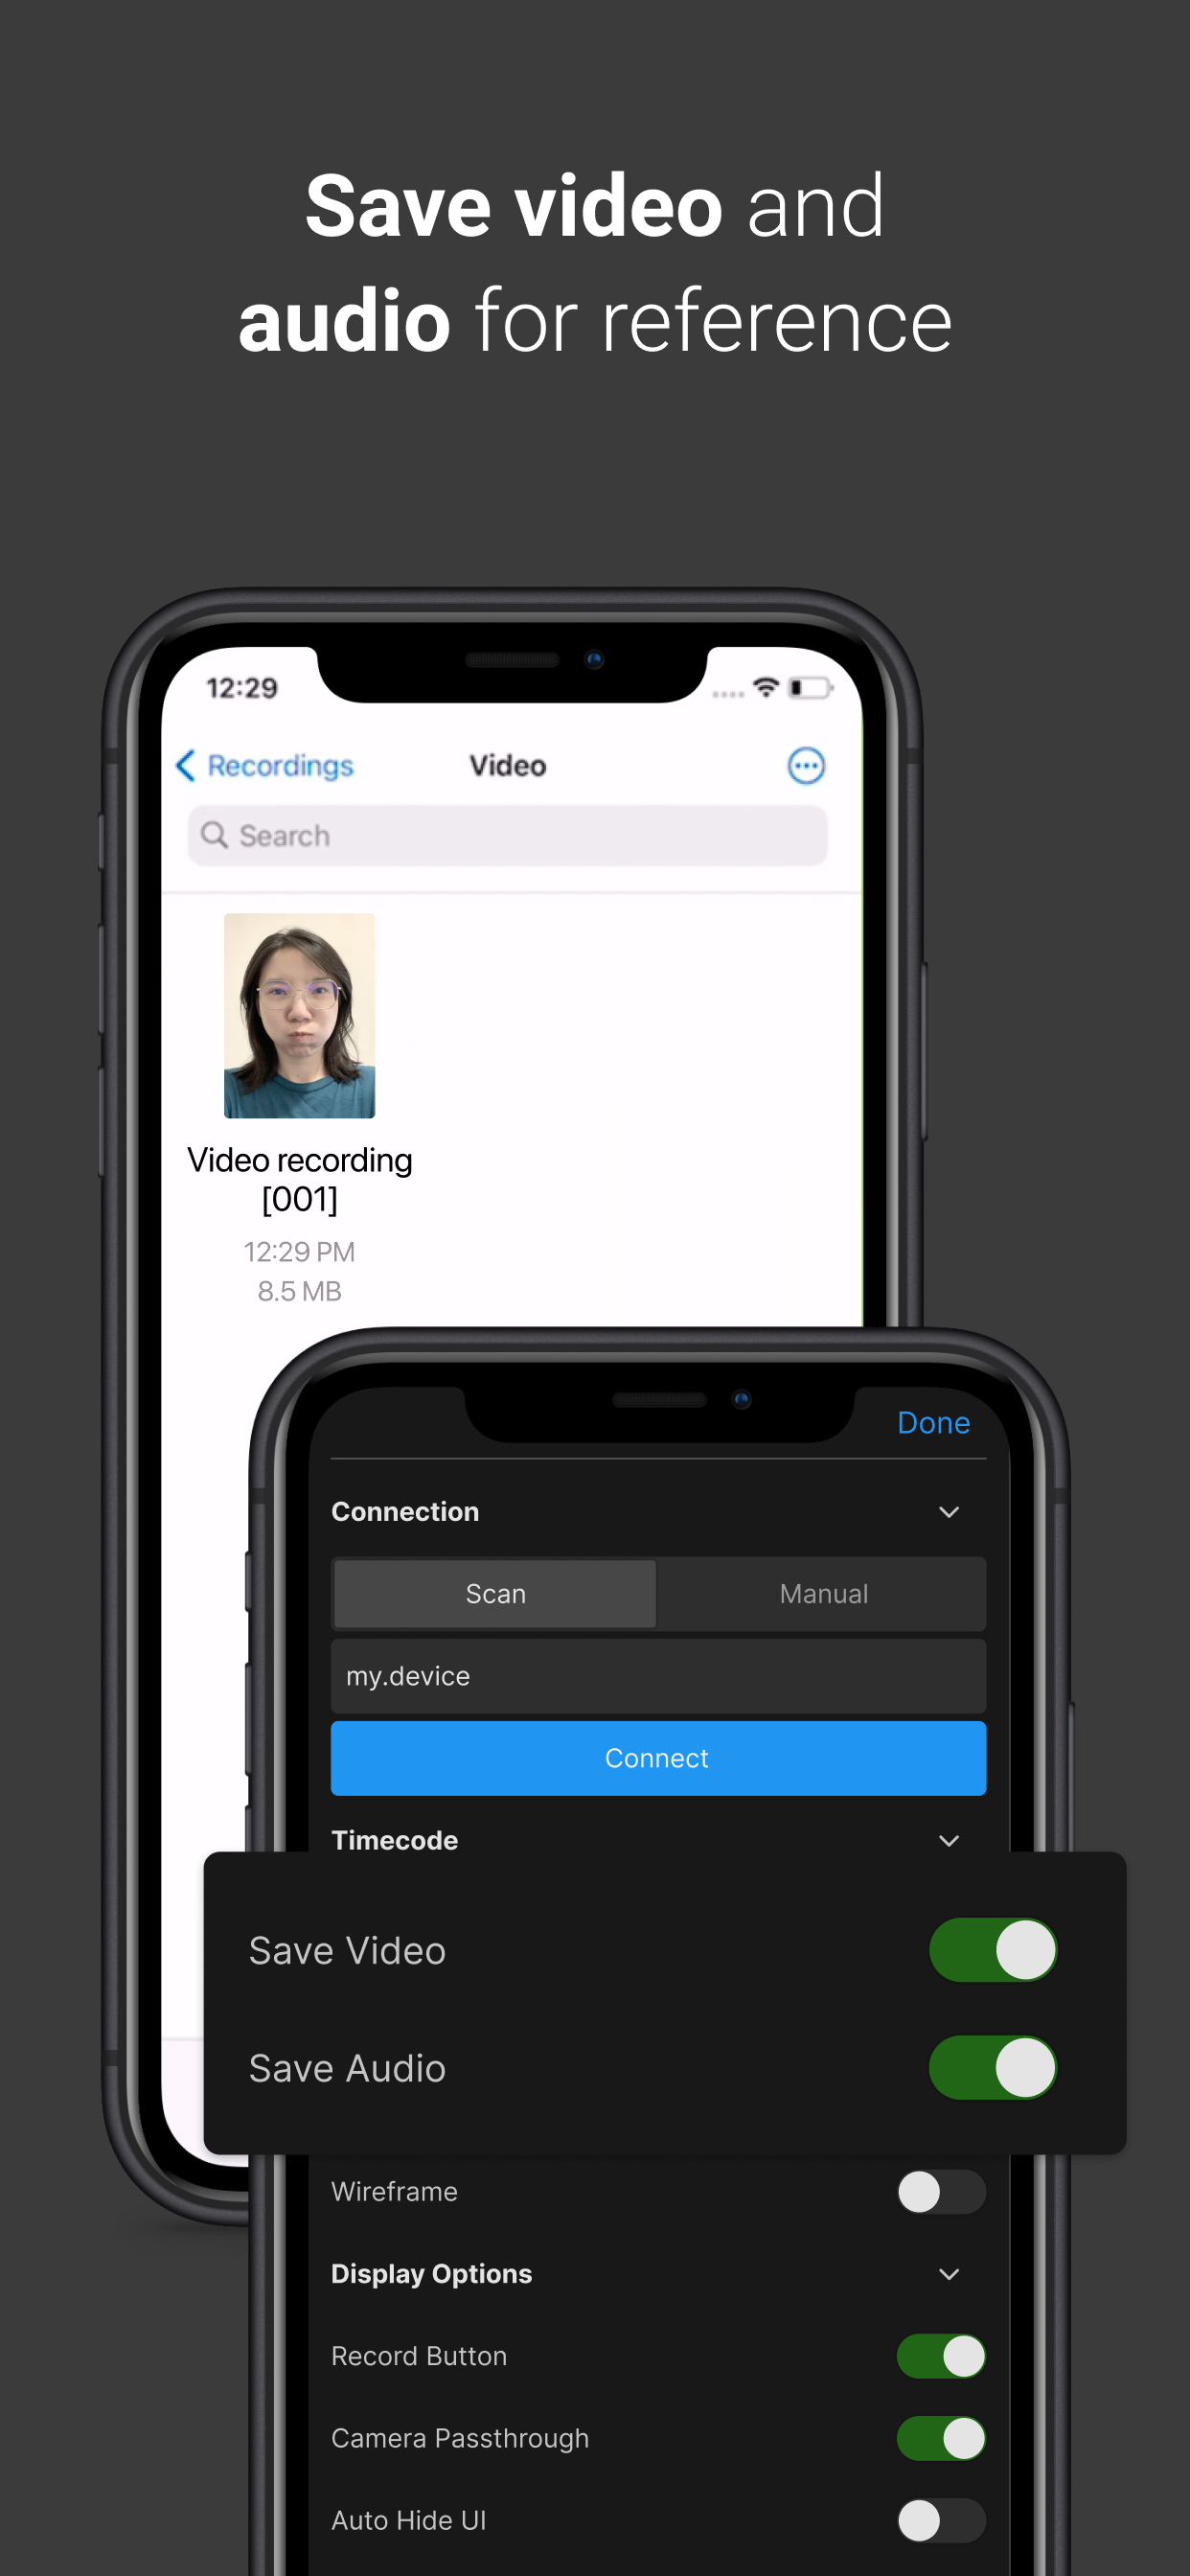 Save video and
audio for reference
12:29
Recordings
Video
Search
Video recording
[001]
12:29 PM
8.5 MB
Done
Connection
Scan
Manual
my.device
Connect
Timecode
Save Video
Save Audio
Wireframe
Display Options
Record Button
Camera Passthrough
Auto Hide UI